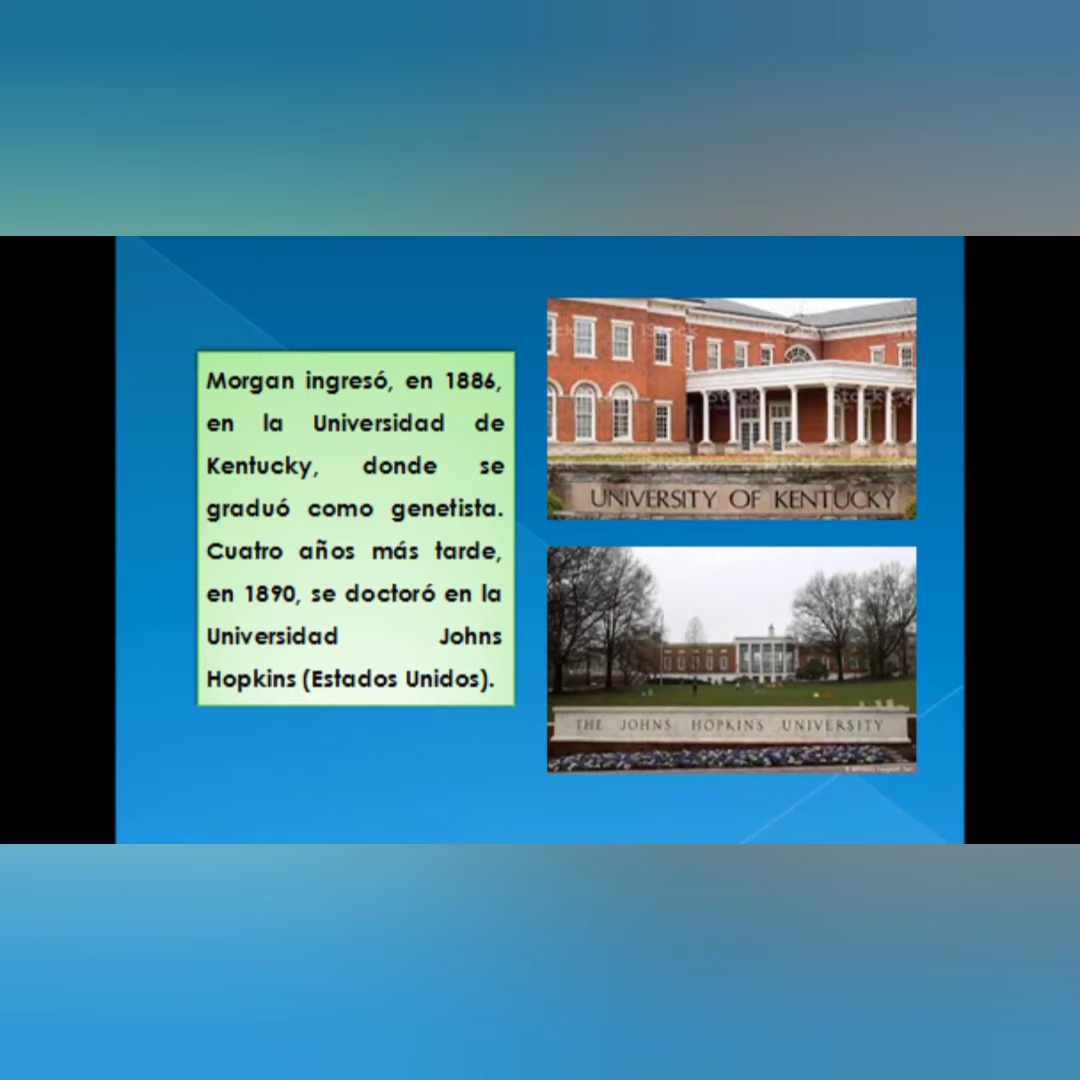 Morgan ingresó, en 1886,
en la Universidad de
Kentucky, donde se
graduó como genetista.
Cuatro años más tarde,
en 1890, se doctoró en la
Universidad Johns
Hopkins (Estados Unidos).
UNIVERSITY OF KENTUCKY
THE JOHNS HOPKINS UNIVERSITY